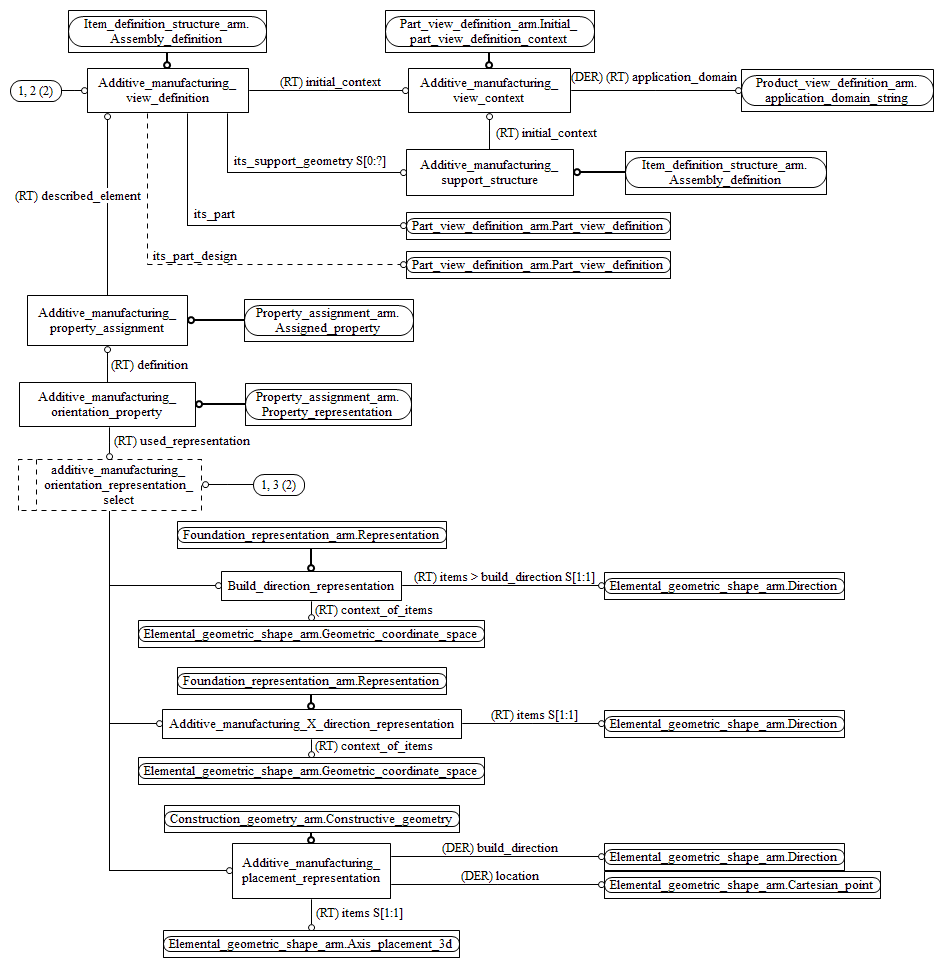 Item_definition_structure_arm.
Assembly_definition
Part_view_definition_arm.Initial_
part_view_definition_context
1, 2 (2)
Additive_manufacturing_
view_definition
(RT) initial_context
Additive_manufacturing_
view_context
(DER) (RT) application_domain
Product_view_definition_arm.
application_domain_string
(RT) initial_context
its_support_geometry S[0:?]
Additive_manufacturing_
support_structure
Item_definition_structure_arm.
Assembly_definition
(RT) described_element
its_part
Part_view_definition_arm.Part_view_definition
its_part_design
Part_view_definition_arm.Part_view_definition
Additive_manufacturing_
property_assignment
Property_assignment_arm.
Assigned_property
(RT) definition
Additive_manufacturing_
orientation_property
Property_assignment_arm.
Property_representation
(RT) used_representation
additive_manufacturing_
orientation_representation_
select
1, 3 (2)
Foundation_representation_arm.Representation
Build_direction_representation
(RT) items > build_direction S[1:1]
Elemental_geometric_shape_arm.Direction
(RT) context_of_items
Elemental_geometric_shape_arm.Geometric_coordinate_space
Foundation_representation_arm.Representation
Additive_manufacturing_X_direction_representation
(RT) items S[1:1]
Elemental_geometric_shape_arm.Direction
(RT) context_of_items
Elemental_geometric_shape_arm.Geometric_coordinate_space
Construction_geometry_arm.Constructive_geometry
Additive_manufacturing_
placement_representation
(DER) build_direction
Elemental_geometric_shape_arm.Direction
(DER) location
Elemental_geometric_shape_arm.Cartesian_point
(RT) items S[1:1]
Elemental_geometric_shape_arm.Axis_placement_3d